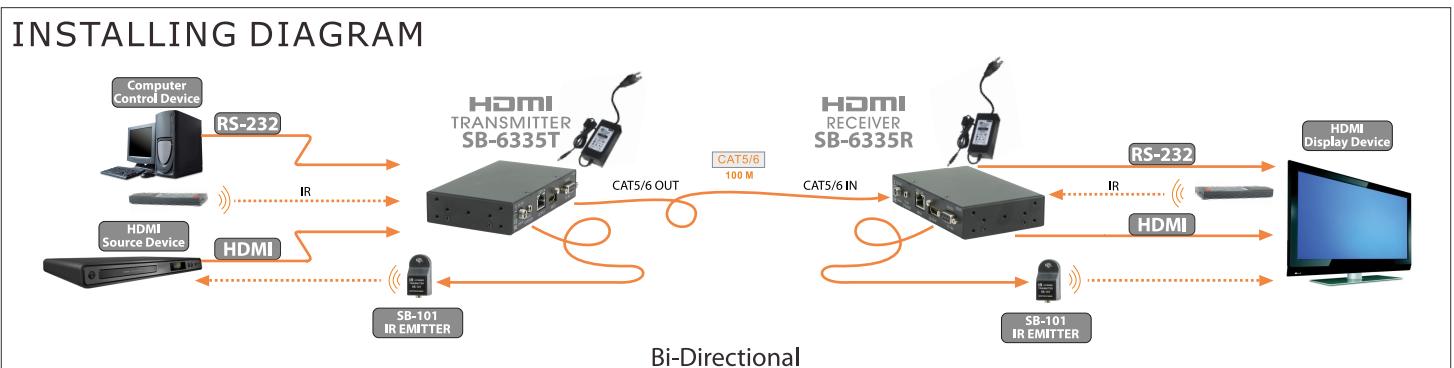 INSTALLING DIAGRAM
Computer
Control Device
RS-232
IR
HDMI
Source Device
HDMI
HDMI
TRANSMITTER
SB-6335T
CAT5/6 OUT
CAT5/6
100 M
CAT5/6 IN
HDMI
RECEIVER
SB-6335R
RS-232
IR
HDMI
HDMI
Display Device
SB-101
IR EMITTER
SB-101
IR EMITTER
Bi-Directional